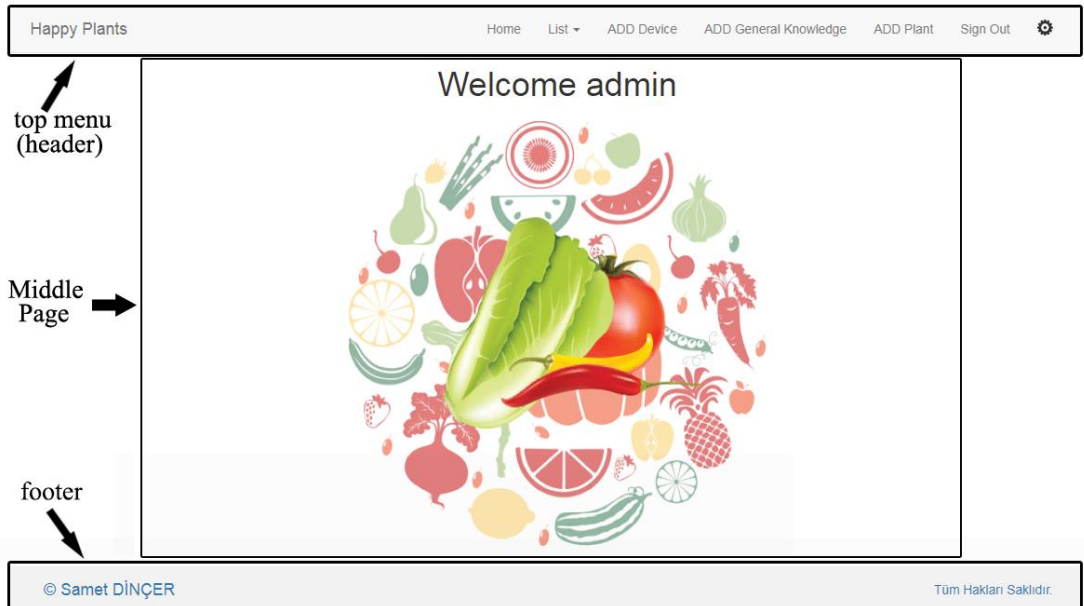 Happy Plants Home List ADD Device ADD General Knowledge ADD Plant Sign Out
Welcome admin
top menu
(header)
Middle
Page
footer
© Samet DİNÇER Tüm Hakları Saklıdır.